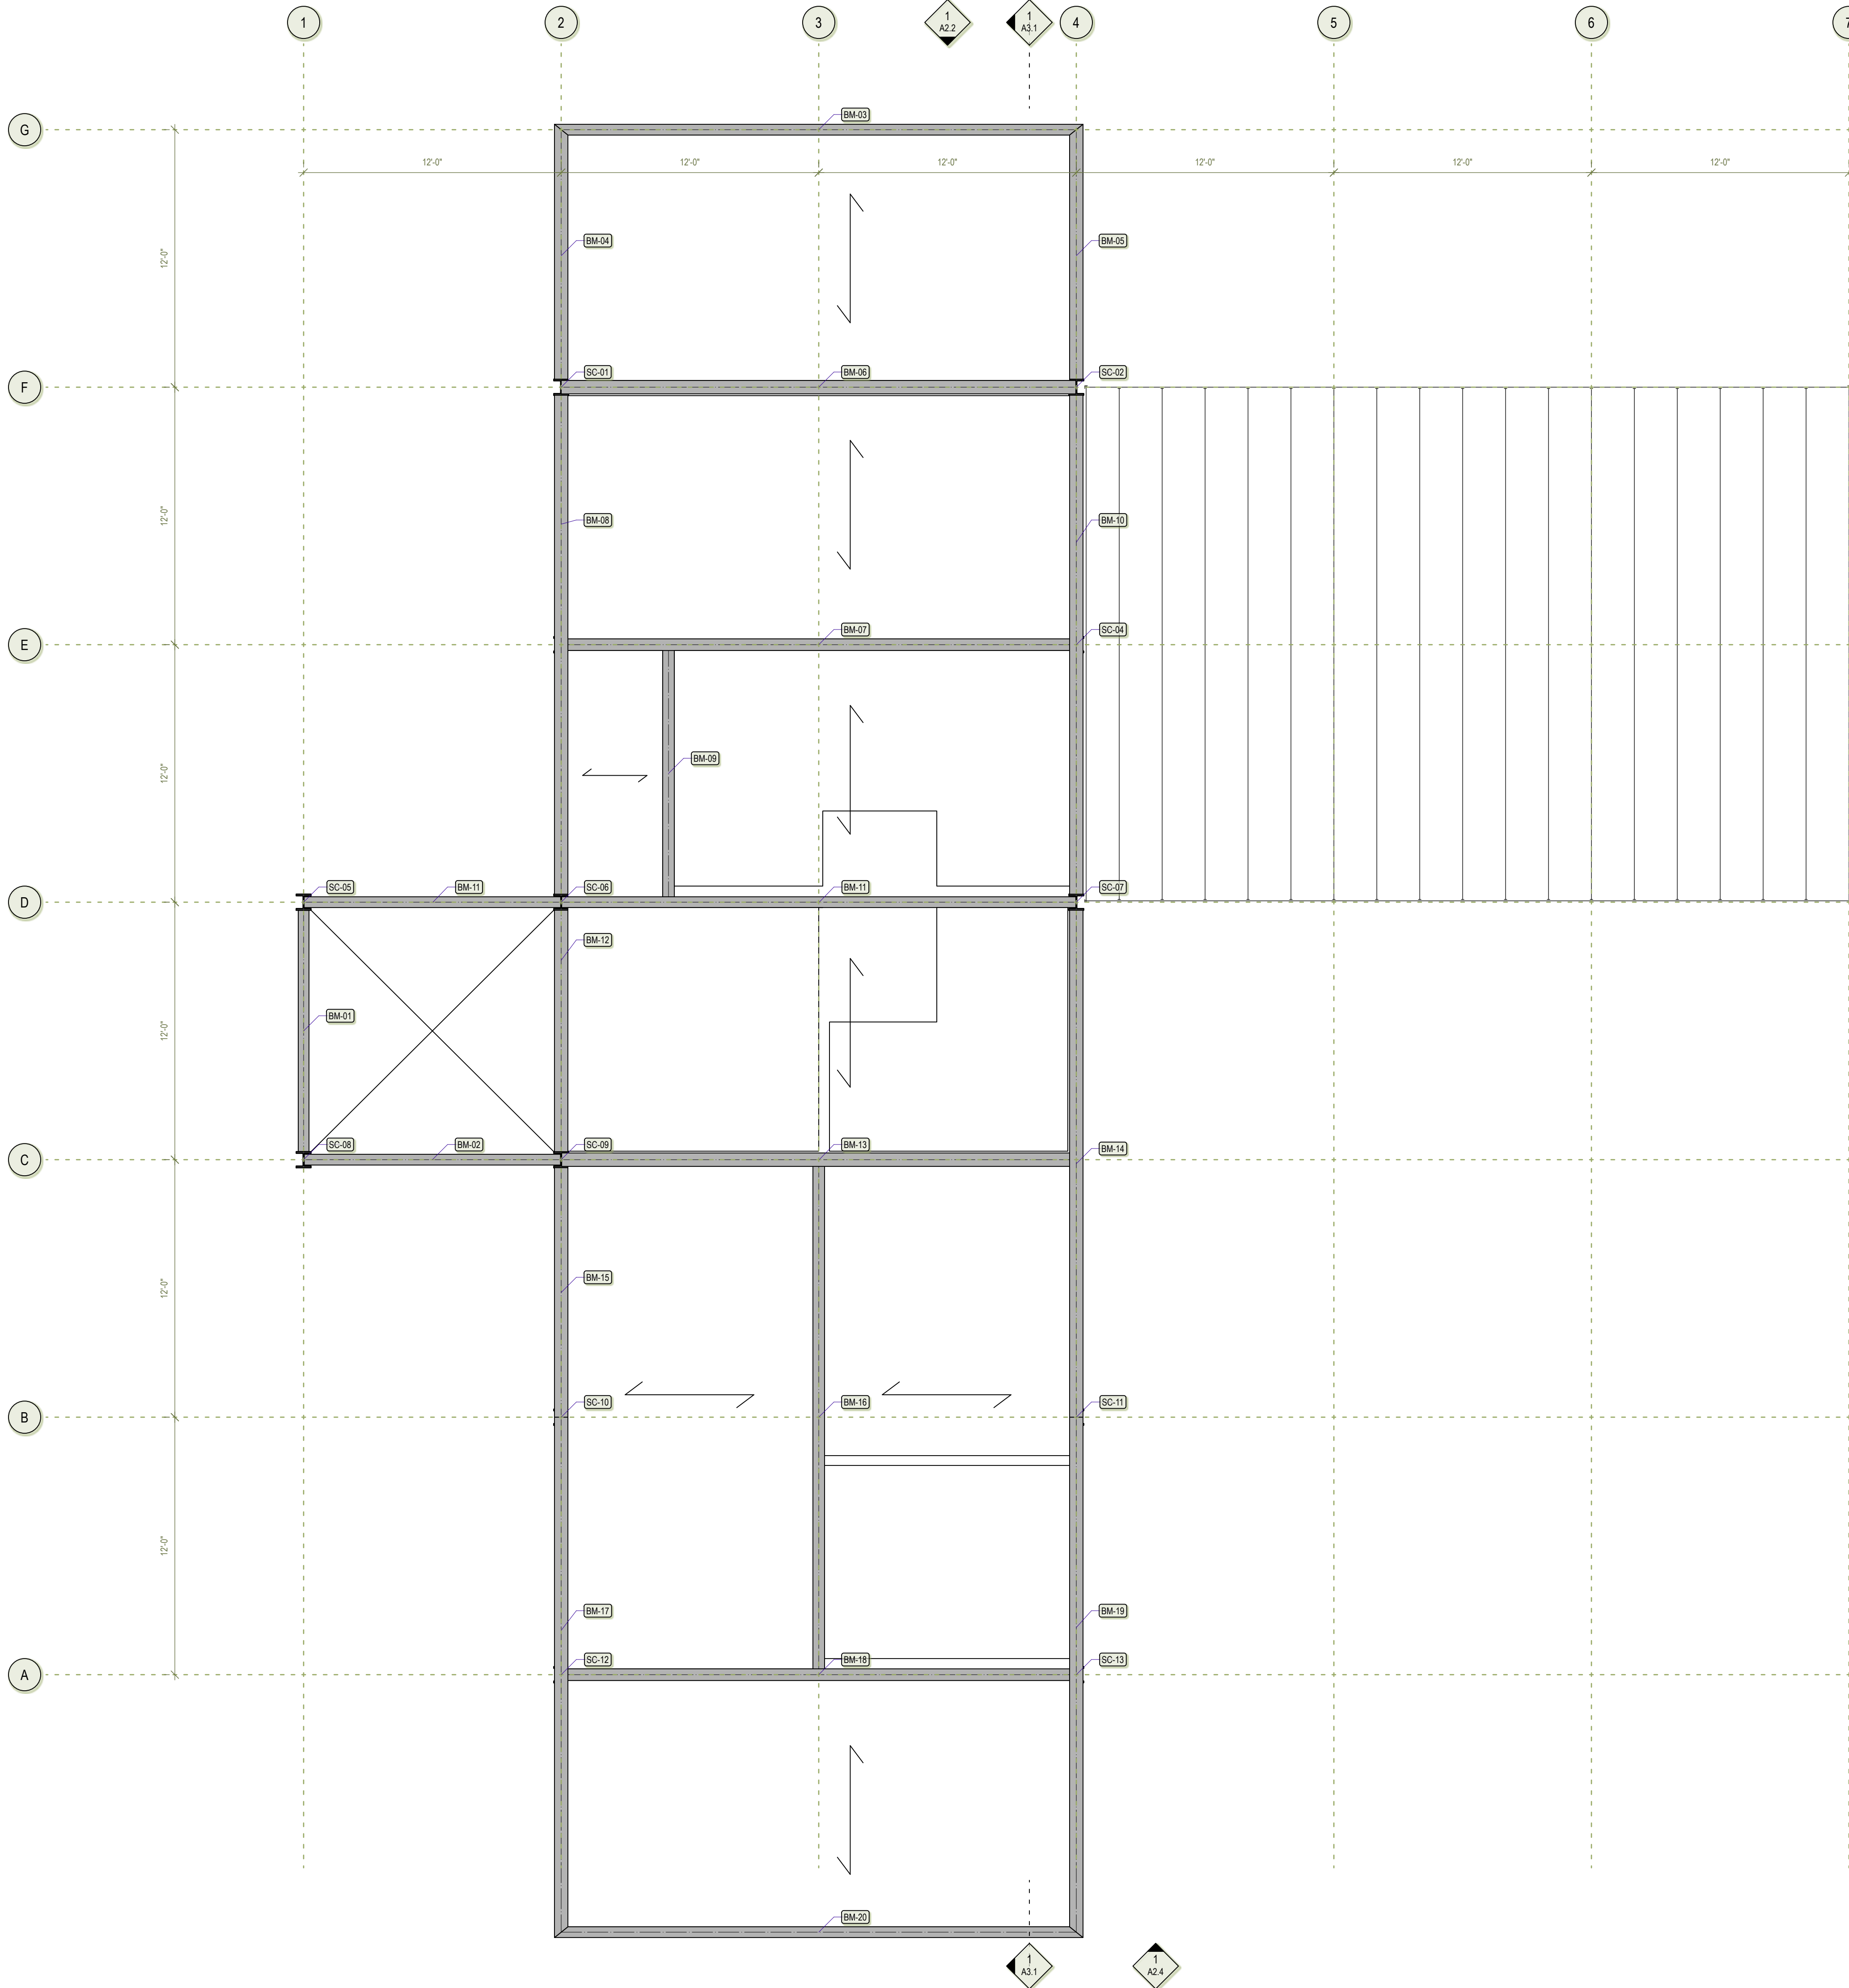 1
2
3
1
A2.2
1
A3.1
4
5
6
7
G
BM-03
12'-0"
12'-0"
12'-0"
12'-0"
12'-0"
12'-0"
12'-0"
BM-04
BM-05
F
SC-01
BM-06
SC-02
12'-0"
BM-08
BM-10
E
BM-07
SC-04
12'-0"
BM-09
D
SC-05
BM-11
SC-06
BM-11
SC-07
12'-0"
BM-12
BM-01
C
SC-08
BM-02
SC-09
BM-13
BM-14
12'-0"
BM-15
B
SC-10
BM-16
SC-11
12'-0"
BM-17
BM-19
A
SC-12
BM-18
SC-13
BM-20
1
A3.1
1
A2.4